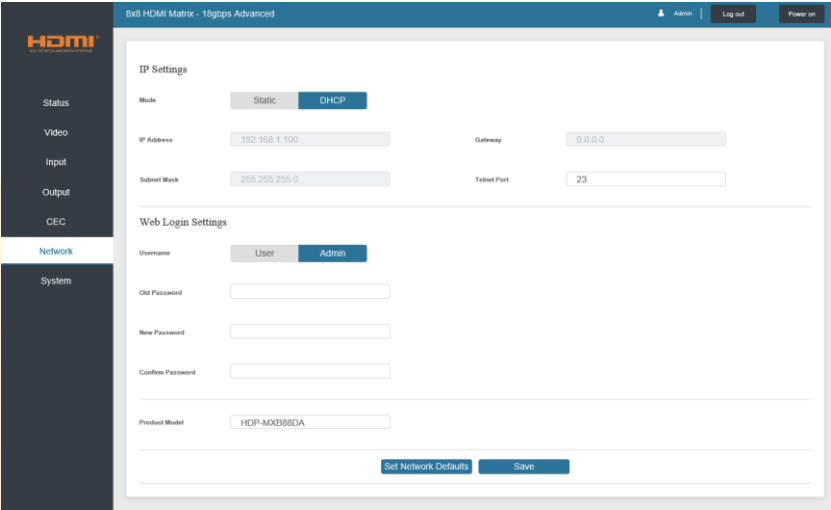 8x8 HDMI Matrix - 18gbps Advanced
Admin
Log out
Power on
HDMI
Status
Video
Input
Output
CEC
Network
System
IP Settings
Mode Static DHCP
IP Address 192.168.1.100 Gateway 0.0.0.0
Subnet Mask 255.255.255.0 Telnet Port 23
Web Login Settings
Username User Admin
Old Password
New Password
Confirm Password
Product Model HDP-MXB88DA
Set Network Defaults Save